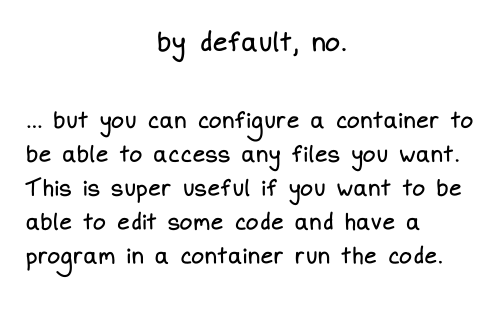 by default, no.
... but you can configure a container to
be able to access any files you want.
This is super useful if you want to be
able to edit some code and have a
program in a container run the code.